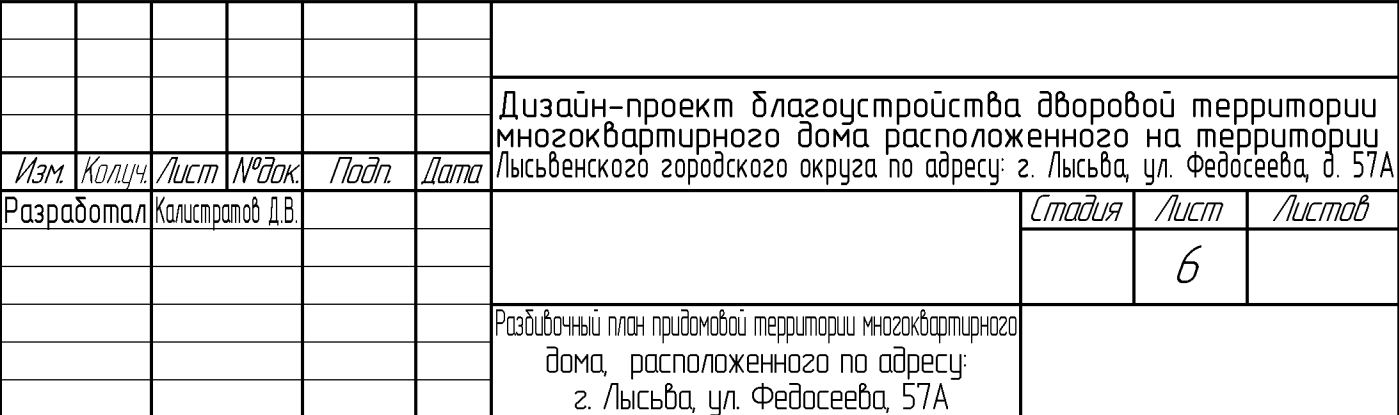 Дизайн-проект благоустройства дворовой территории
многоквартирного дома расположенного на территории
Лысьвенского городского округа по адресу: г. Лысьва, ул. Федосеева, д. 57А
Изм. Кол.уч. Лист №док. Подп. Дата
Разработал Калистратов Д.В.
Стадия Лист Листов
6
Разбивочный план придомовой территории многоквартирного
дома, расположенного по адресу:
г. Лысьва, ул. Федосеева, 57А